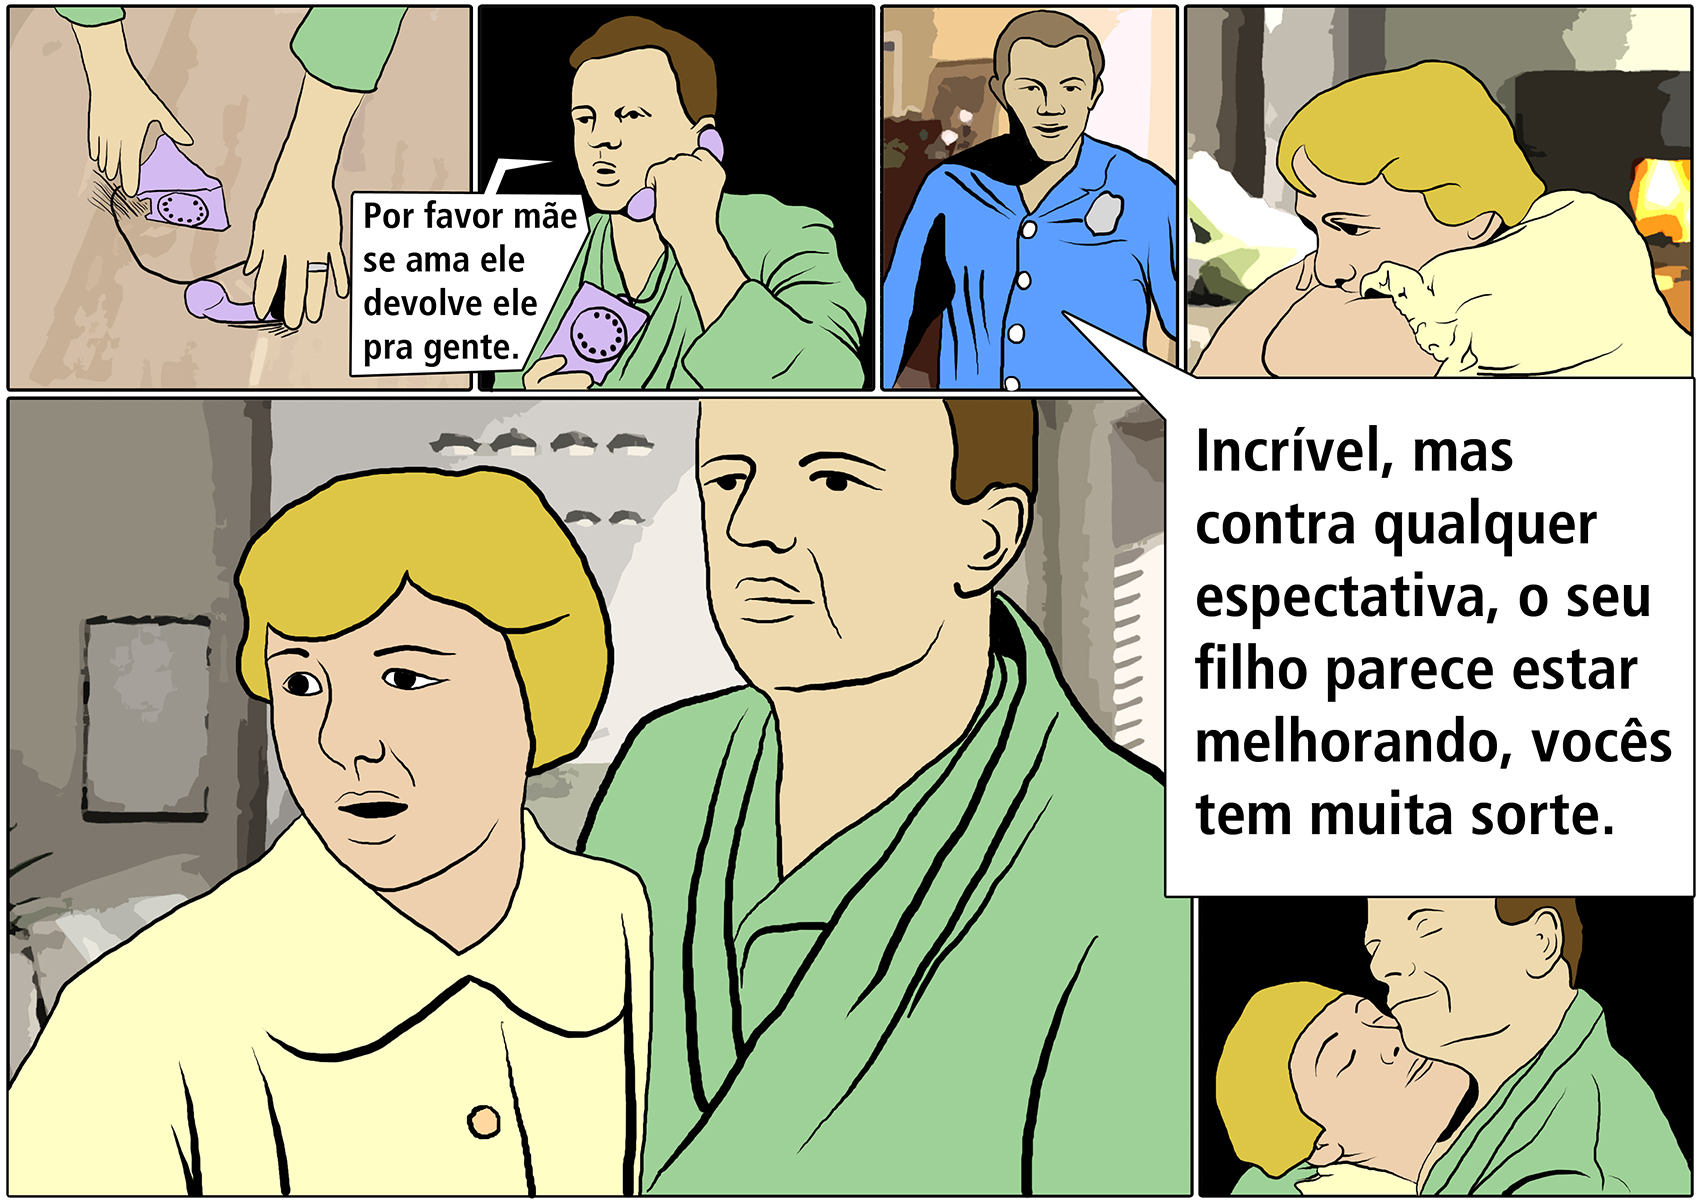 Por favor mãe
se ama ele
devolve ele
pra gente.
Incrível, mas
contra qualquer
espectativa, o seu
filho parece estar
melhorando, vocês
tem muita sorte.